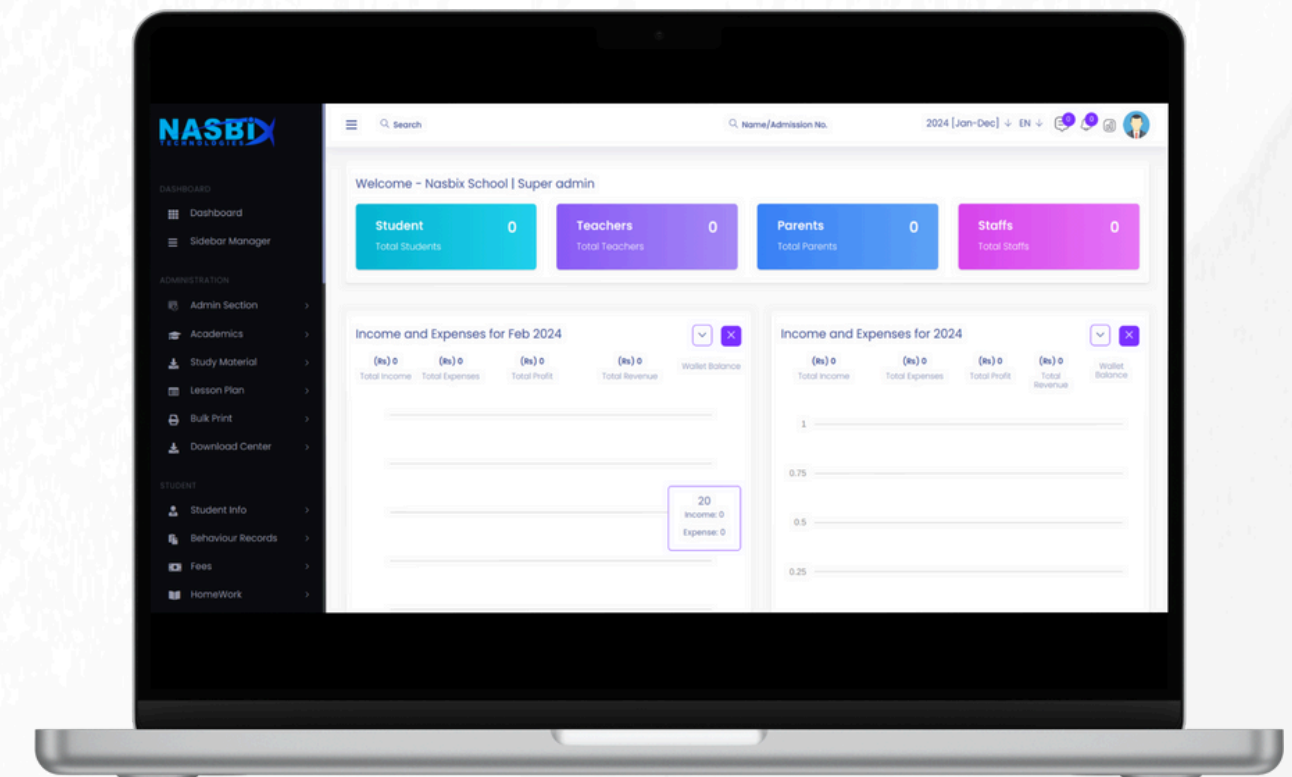 NASBIX
TECHNOLOGIES
DASHBOARD
Dashboard
Sidebar Manager
ADMINISTRATION
Admin Section
Academics
Study Material
Lesson Plan
Bulk Print
Download Center
STUDENT
Student Info
Behaviour Records
Fees
HomeWork
Search
Name/Admission No.
2024 [Jan-Dec]
EN
0
0
Welcome - Nasbix School | Super admin
Student 0
Total Students
Teachers 0
Total Teachers
Parents 0
Total Parents
Staffs 0
Total Staffs
Income and Expenses for Feb 2024
(Rs) 0
Total Income
(Rs) 0
Total Expenses
(Rs) 0
Total Profit
(Rs) 0
Total Revenue
Wallet Balance
20
Income: 0
Expense: 0
Income and Expenses for 2024
(Rs) 0
Total Income
(Rs) 0
Total Expenses
(Rs) 0
Total Profit
(Rs) 0
Total
Revenue
Wallet
Balance
1
0.75
0.5
0.25